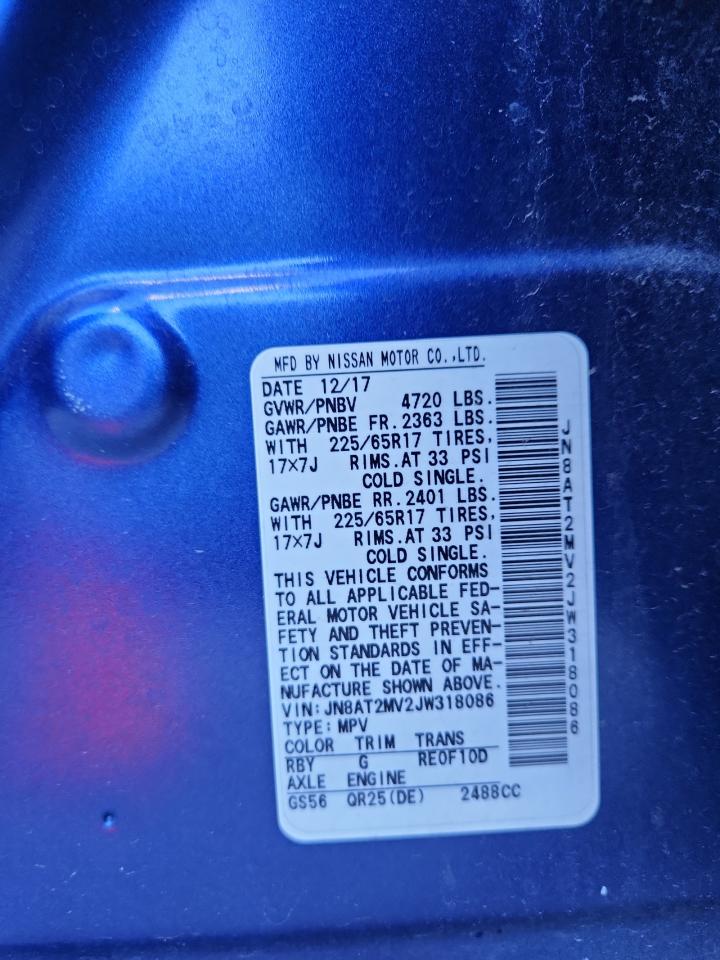 MFD BY NISSAN MOTOR CO.,LTD.
DATE 12/17
GVWR/PNBV 4720 LBS.
GAWR/PNBE FR. 2363 LBS.
WITH 225/65R17 TIRES,
17×7J RIMS. AT 33 PSI
COLD SINGLE.
GAWR/PNBE RR. 2401 LBS.
WITH 225/65R17 TIRES,
17×7J RIMS. AT 33 PSI
COLD SINGLE.
THIS VEHICLE CONFORMS
TO ALL APPLICABLE FED-
ERAL MOTOR VEHICLE SA-
FETY AND THEFT PREVEN-
TION STANDARDS IN EFF-
ECT ON THE DATE OF MA-
NUFACTURE SHOWN ABOVE.
VIN: JN8AT2MV2JW318086
TYPE: MPV
COLOR TRIM TRANS
RBY G RE0F10D
AXLE ENGINE
GS56 QR25(DE) 2488CC
JN8AT2MV2JW318086